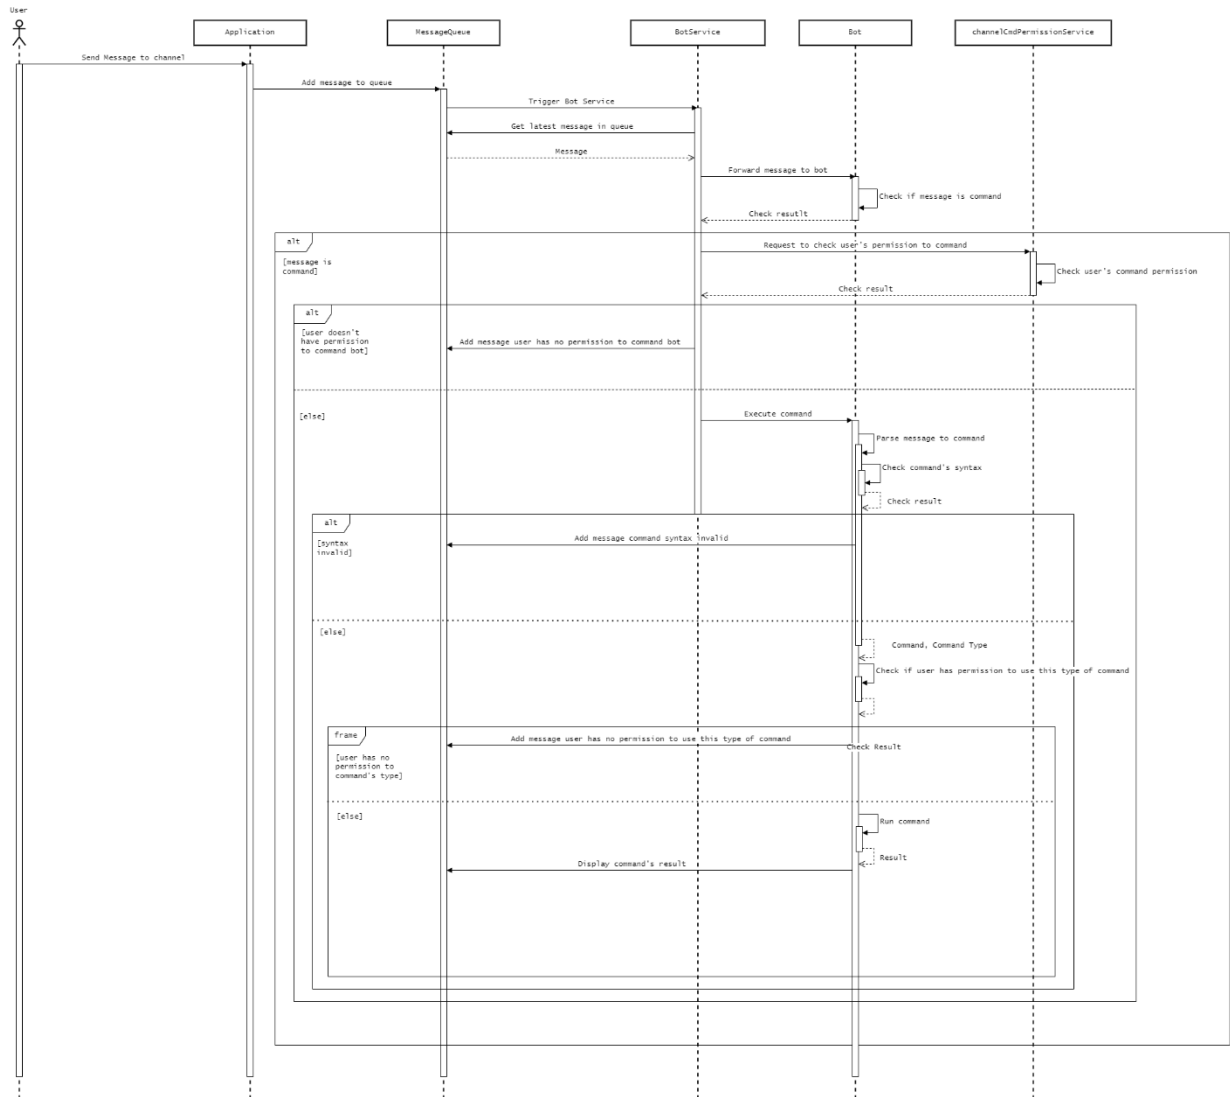 User
Application
MessageQueue
BotService
Bot
channelCmdPermissionService
Send Message to channel
Add message to queue
Trigger Bot Service
Get latest message in queue
Message
Forward message to bot
Check if message is command
Check resutlt
alt
[message is
command]
Request to check user's permission to command
Check user's command permission
Check result
alt
[user doesn't
have permission
to command bot]
Add message user has no permission to command bot
[else]
Execute command
Parse message to command
Check command's syntax
Check result
alt
[syntax
invalid]
Add message command syntax invalid
[else]
Command, Command Type
Check if user has permission to use this type of command
frame
[user has no
permission to
command's type]
Add message user has no permission to use this type of command
Check Result
[else]
Run command
Result
Display command's result